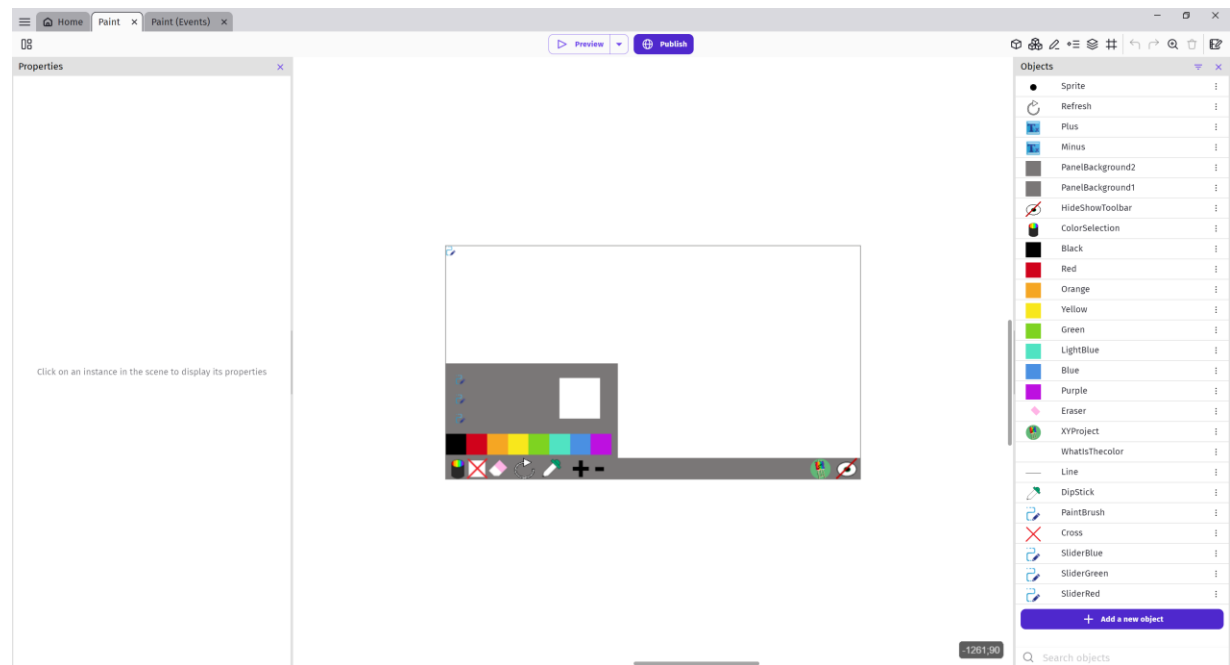 Home
Paint
Paint (Events)
Preview
Publish
Properties
Click on an instance in the scene to display its properties
-1261;90
Objects
Sprite
Refresh
Plus
Minus
PanelBackground2
PanelBackground1
HideShowToolbar
ColorSelection
Black
Red
Orange
Yellow
Green
LightBlue
Blue
Purple
Eraser
XYProject
WhatIsThecolor
Line
DipStick
PaintBrush
Cross
SliderBlue
SliderGreen
SliderRed
Add a new object
Search objects